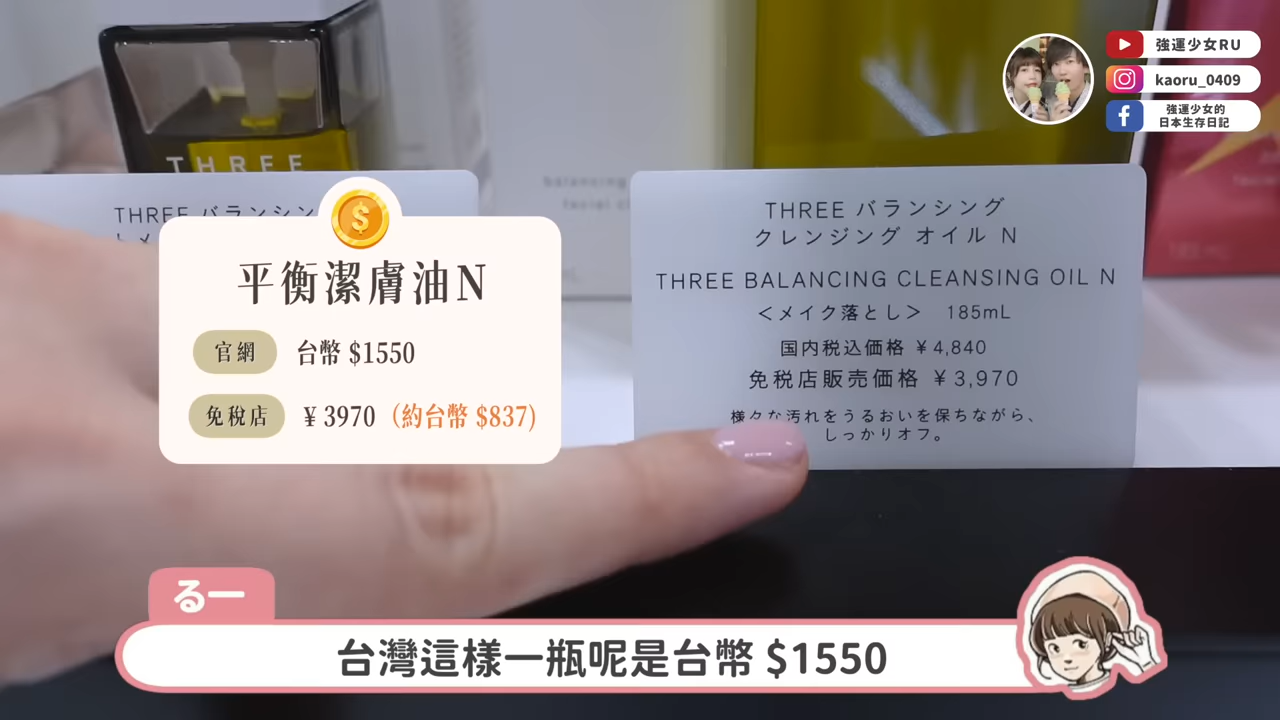 強運少女RU
kaoru_0409
強運少女的
日本生存日記
THREE
THREE バランシン
balancing
THREE バランシング
クレンジング オイル N
THREE BALANCING CLEANSING OIL N
<メイク落とし> 185mL
国内税込価格 ¥4,840
免税店販売価格 ¥3,970
様々な汚れをうるおいを保ちながら、
しっかりオフ。
平衡潔膚油N
官網 台幣 $1550
免稅店 ¥ 3970 (約台幣 $837)
るー
台灣這樣一瓶呢是台幣 $1550